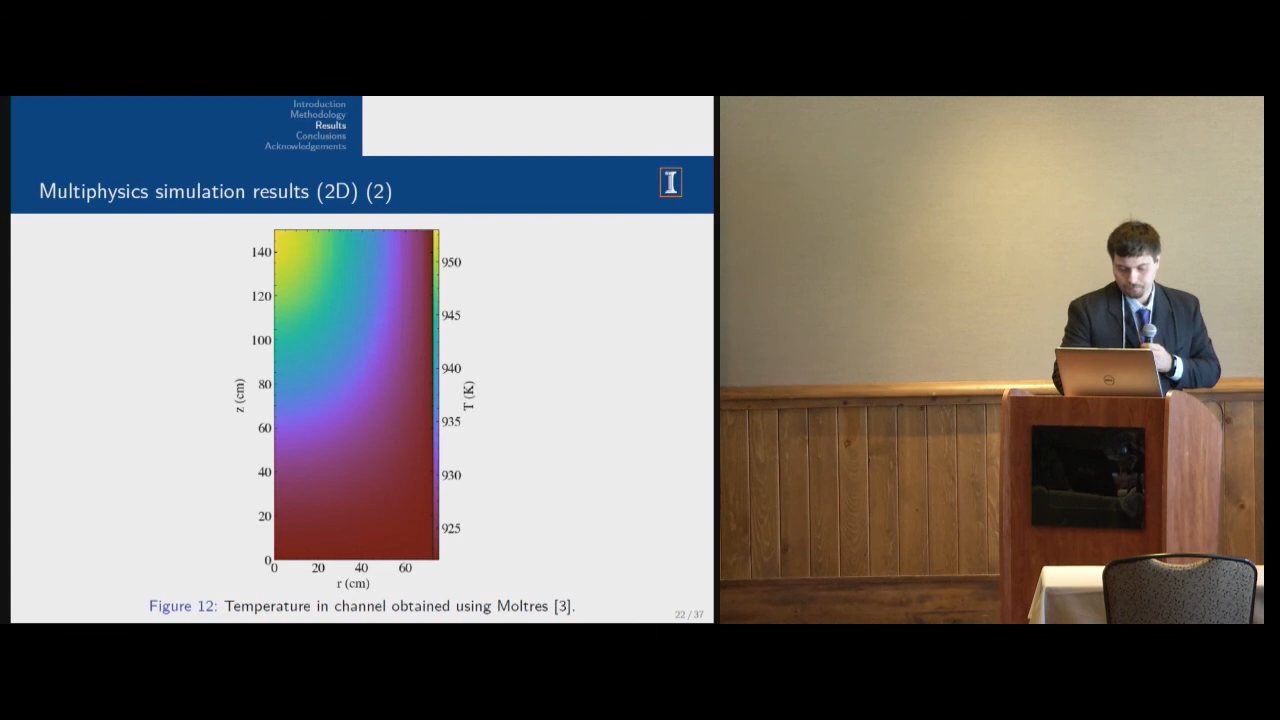 Introduction
Methodology
Results
Conclusions
Acknowledgements
Multiphysics simulation results (2D) (2)
I
140
120
100
80
60
40
20
0
z (cm)
0 20 40 60
r (cm)
950
945
940
935
930
925
T (K)
Figure 12: Temperature in channel obtained using Moltres [3].
22 / 37
DELL